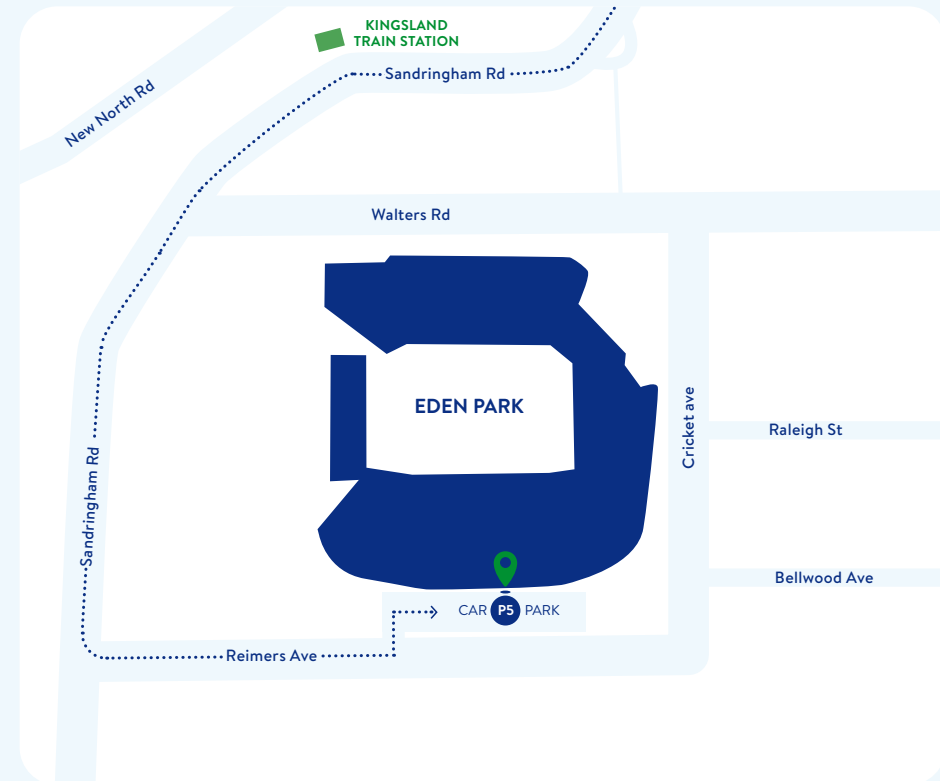 KINGSLAND
TRAIN STATION
Sandringham Rd
New North Rd
Walters Rd
EDEN PARK
Cricket ave
Raleigh St
Sandringham Rd
Bellwood Ave
CAR P5 PARK
Reimers Ave